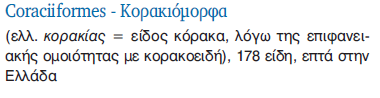 Coraciiformes - Κορακιόμορφα
(ελλ. κορακίας = είδος κόρακα, λόγω της επιφανει-
ακής ομοιότητας με κορακοειδή), 178 είδη, επτά στην
Ελλάδα